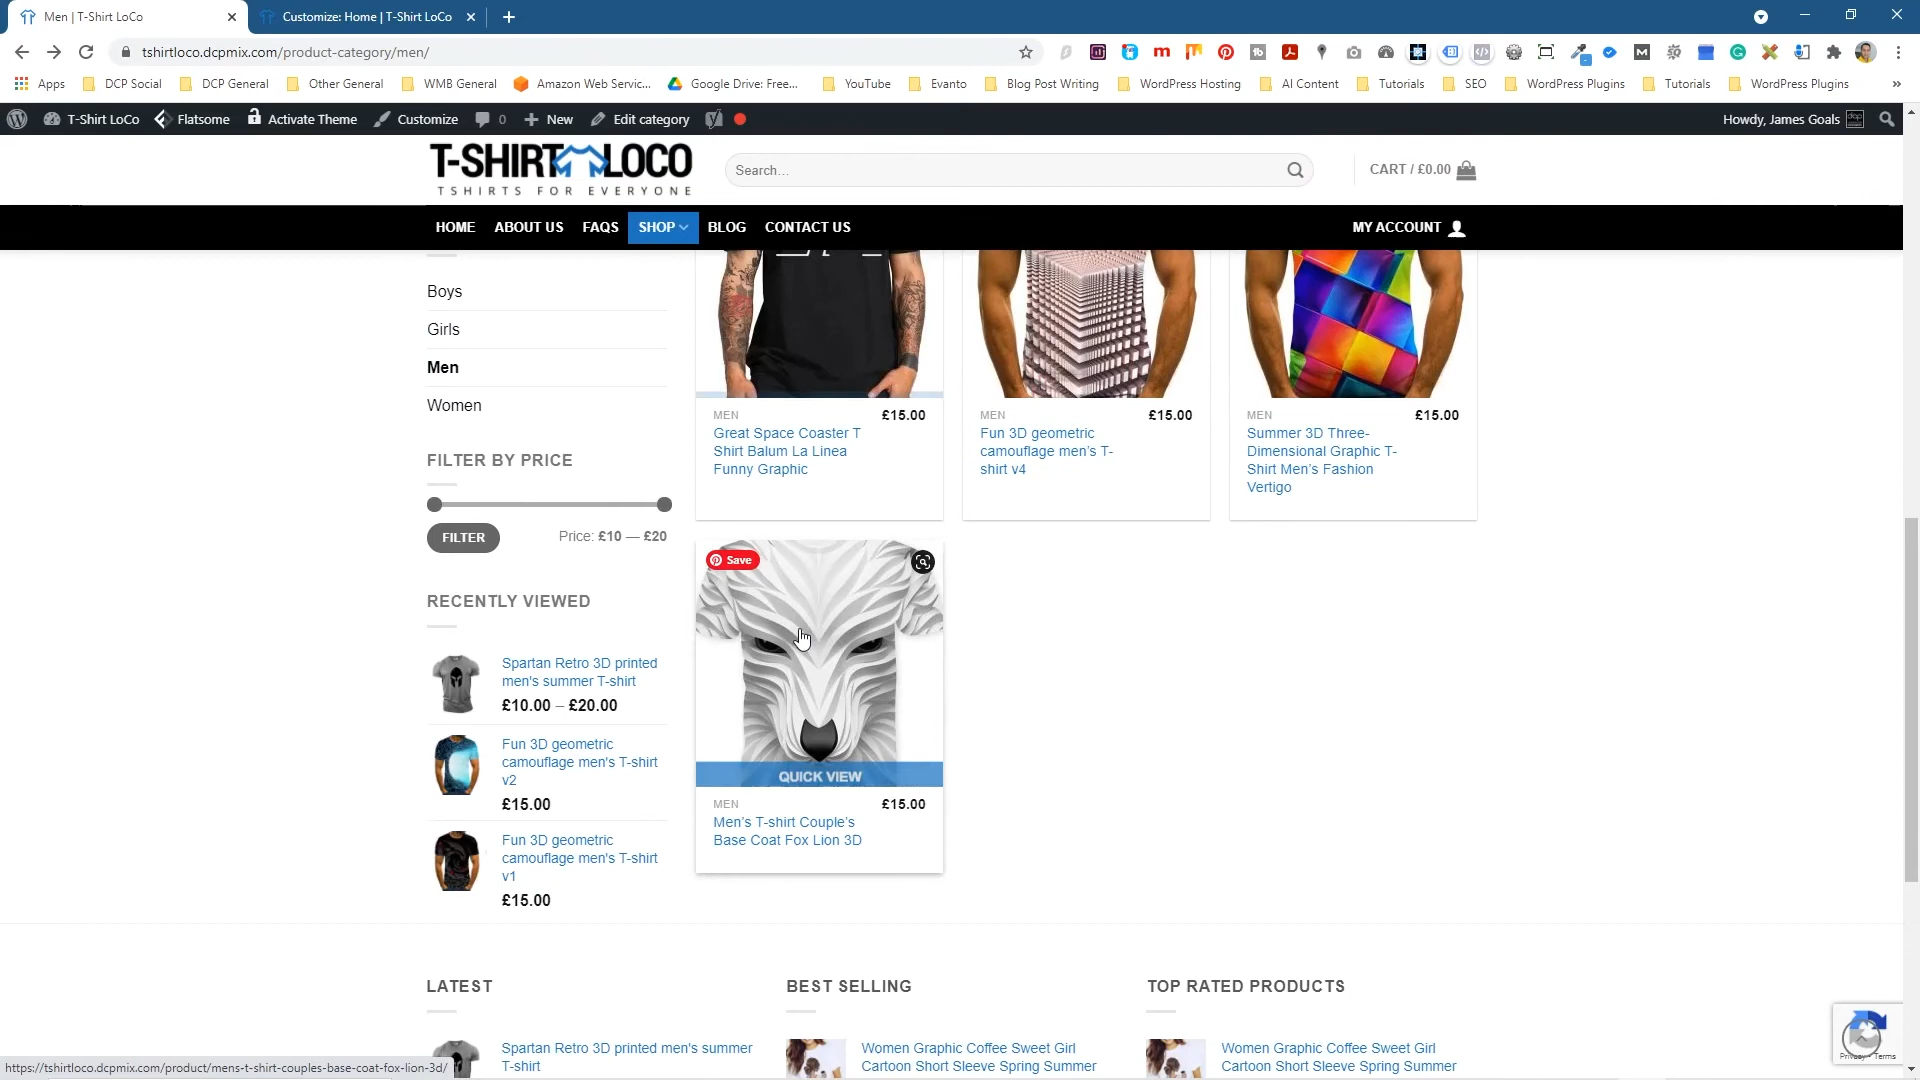 Men | T-Shirt LoCo
Customize: Home | T-Shirt LoCo
tshirtloco.dcpmix.com/product-category/men/
Apps
DCP Social
DCP General
Other General
WMB General
Amazon Web Servic...
Google Drive: Free...
YouTube
Evanto
Blog Post Writing
WordPress Hosting
AI Content
Tutorials
SEO
WordPress Plugins
Tutorials
WordPress Plugins
»
T-Shirt LoCo
Flatsome
Activate Theme
Customize
0
New
Edit category
Howdy, James Goals
T-SHIRT LOCO
TSHIRTS FOR EVERYONE
Search...
CART / £0.00
HOME
ABOUT US
FAQS
SHOP
BLOG
CONTACT US
MY ACCOUNT
Boys
Girls
Men
Women
FILTER BY PRICE
FILTER
Price: £10 — £20
RECENTLY VIEWED
Spartan Retro 3D printed
men's summer T-shirt
£10.00 – £20.00
Fun 3D geometric
camouflage men's T-shirt
v2
£15.00
Fun 3D geometric
camouflage men's T-shirt
v1
£15.00
MEN
£15.00
Great Space Coaster T
Shirt Balum La Linea
Funny Graphic
MEN
£15.00
Fun 3D geometric
camouflage men's T-
shirt v4
MEN
£15.00
Summer 3D Three-
Dimensional Graphic T-
Shirt Men's Fashion
Vertigo
Save
QUICK VIEW
MEN
£15.00
Men's T-shirt Couple's
Base Coat Fox Lion 3D
LATEST
Spartan Retro 3D printed men's summer
T-shirt
BEST SELLING
Women Graphic Coffee Sweet Girl
Cartoon Short Sleeve Spring Summer
TOP RATED PRODUCTS
Women Graphic Coffee Sweet Girl
Cartoon Short Sleeve Spring Summer
Privacy - Terms
https://tshirtloco.dcpmix.com/product/mens-t-shirt-couples-base-coat-fox-lion-3d/